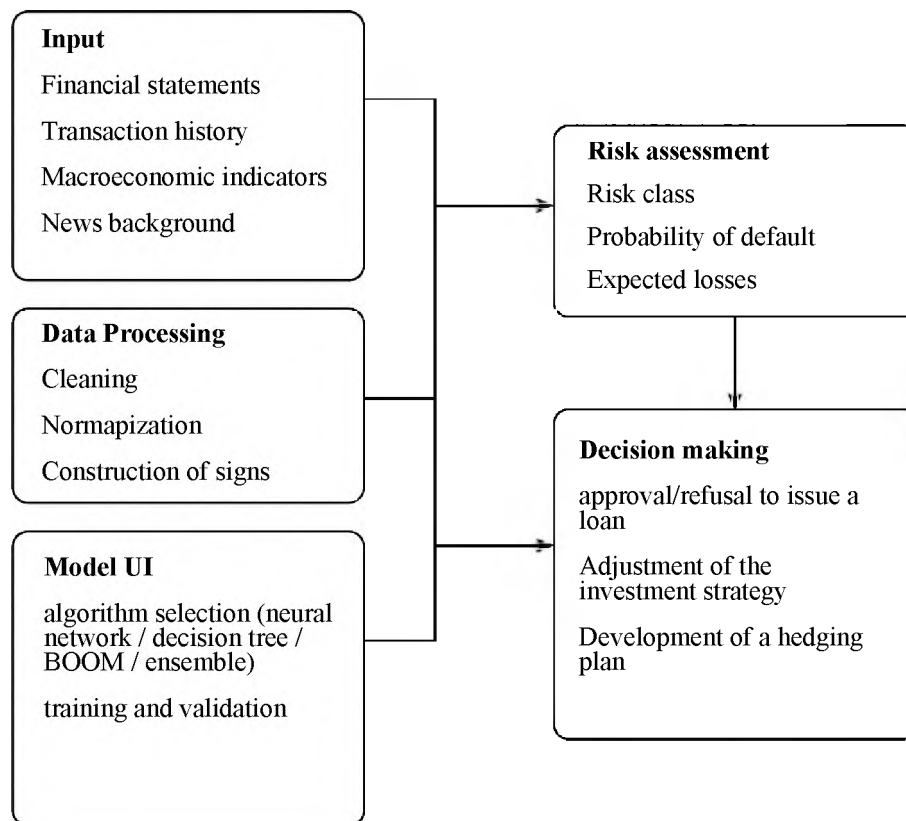 Input
Financial statements
Transaction history
Macroeconomic indicators
News background
Data Processing
Cleaning
Normapization
Construction of signs
Model UI
algorithm selection (neural
network / decision tree /
BOOM / ensemble)
training and validation
Risk assessment
Risk class
Probability of default
Expected losses
Decision making
approval/refusal to issue a
loan
Adjustment of the
investment strategy
Development of a hedging
plan